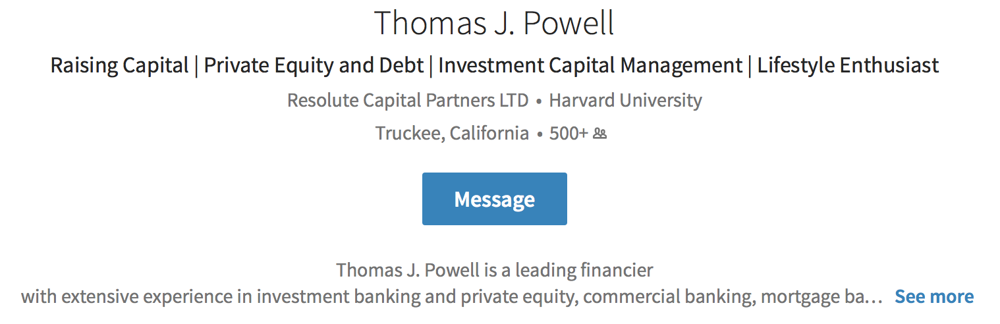 Thomas J. Powell
Raising Capital | Private Equity and Debt | Investment Capital Management | Lifestyle Enthusiast
Resolute Capital Partners LTD • Harvard University
Truckee, California • 500+
Message
Thomas J. Powell is a leading financier
with extensive experience in investment banking and private equity, commercial banking, mortgage ba… See more